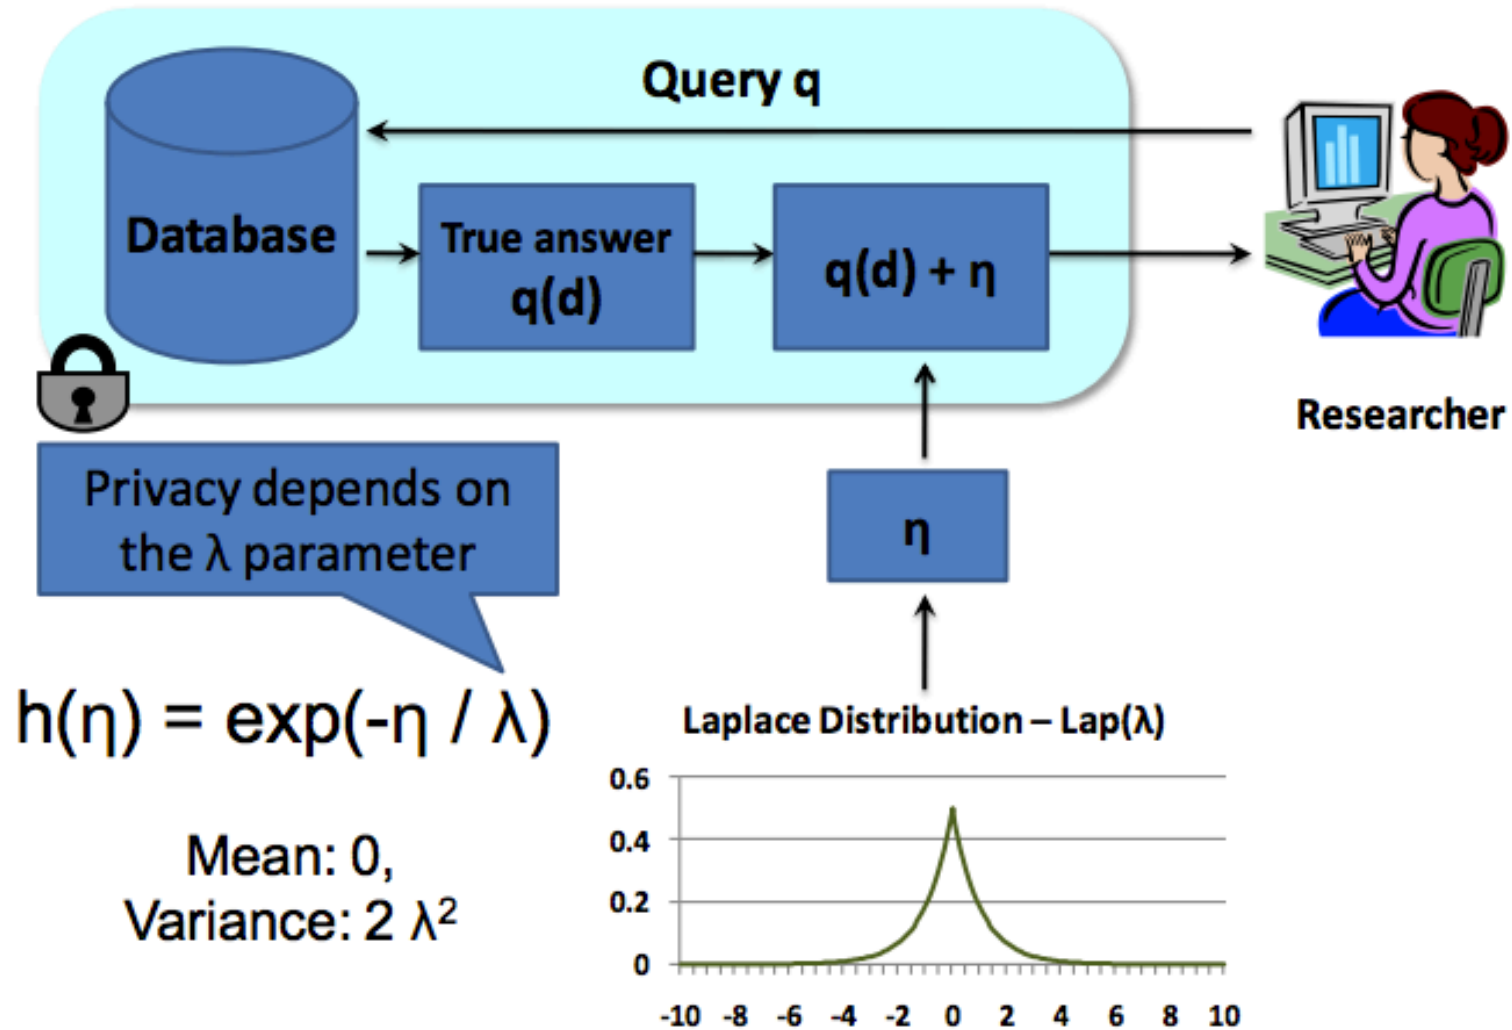 Query q
Database
True answer
q(d)
q(d) + η
Researcher
Privacy depends on
the λ parameter
η
h(η) = exp(-η / λ)
Mean: 0,
Variance: 2 λ²
Laplace Distribution – Lap(λ)
0.6
0.4
0.2
0
-10 -8 -6 -4 -2 0 2 4 6 8 10